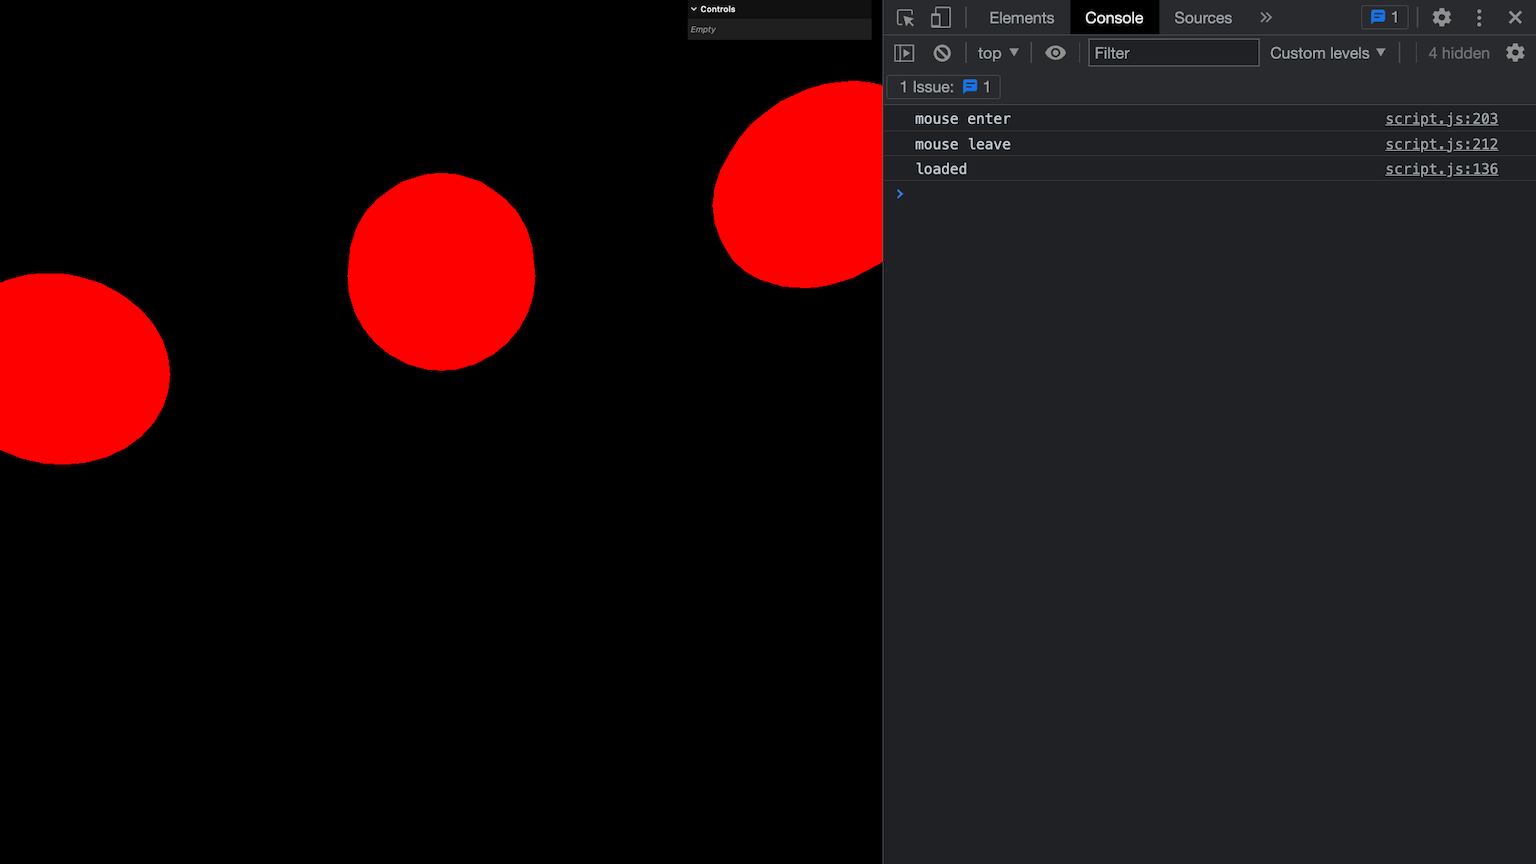 Controls
Empty
Elements Console Sources » 1
top Filter Custom levels 4 hidden
1 Issue: 1
mouse enter script.js:203
mouse leave script.js:212
loaded script.js:136